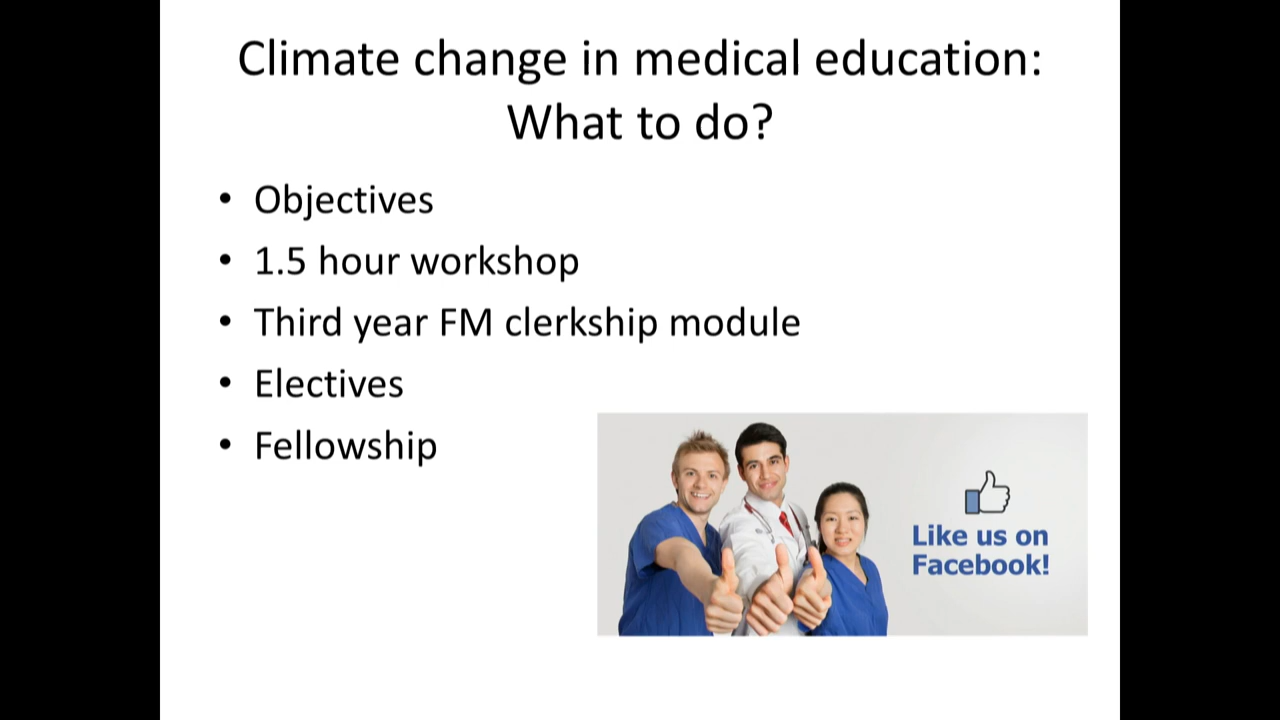 Climate change in medical education:
What to do?
• Objectives
• 1.5 hour workshop
• Third year FM clerkship module
• Electives
• Fellowship
Like us on
Facebook!